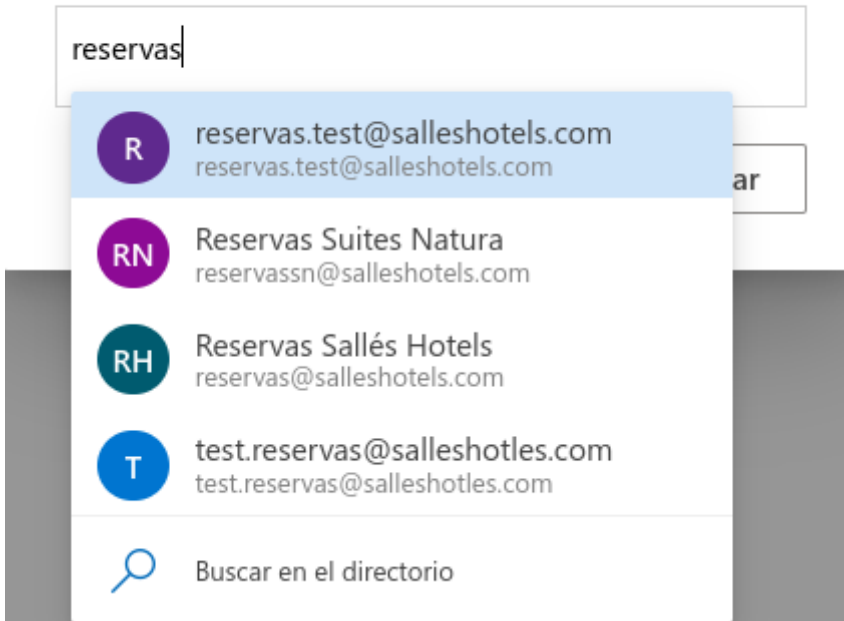 reservas
R
reservas.test@salleshotels.com
reservas.test@salleshotels.com
ar
RN
Reservas Suites Natura
reservassn@salleshotels.com
RH
Reservas Sallés Hotels
reservas@salleshotels.com
T
test.reservas@salleshotles.com
test.reservas@salleshotles.com
Buscar en el directorio